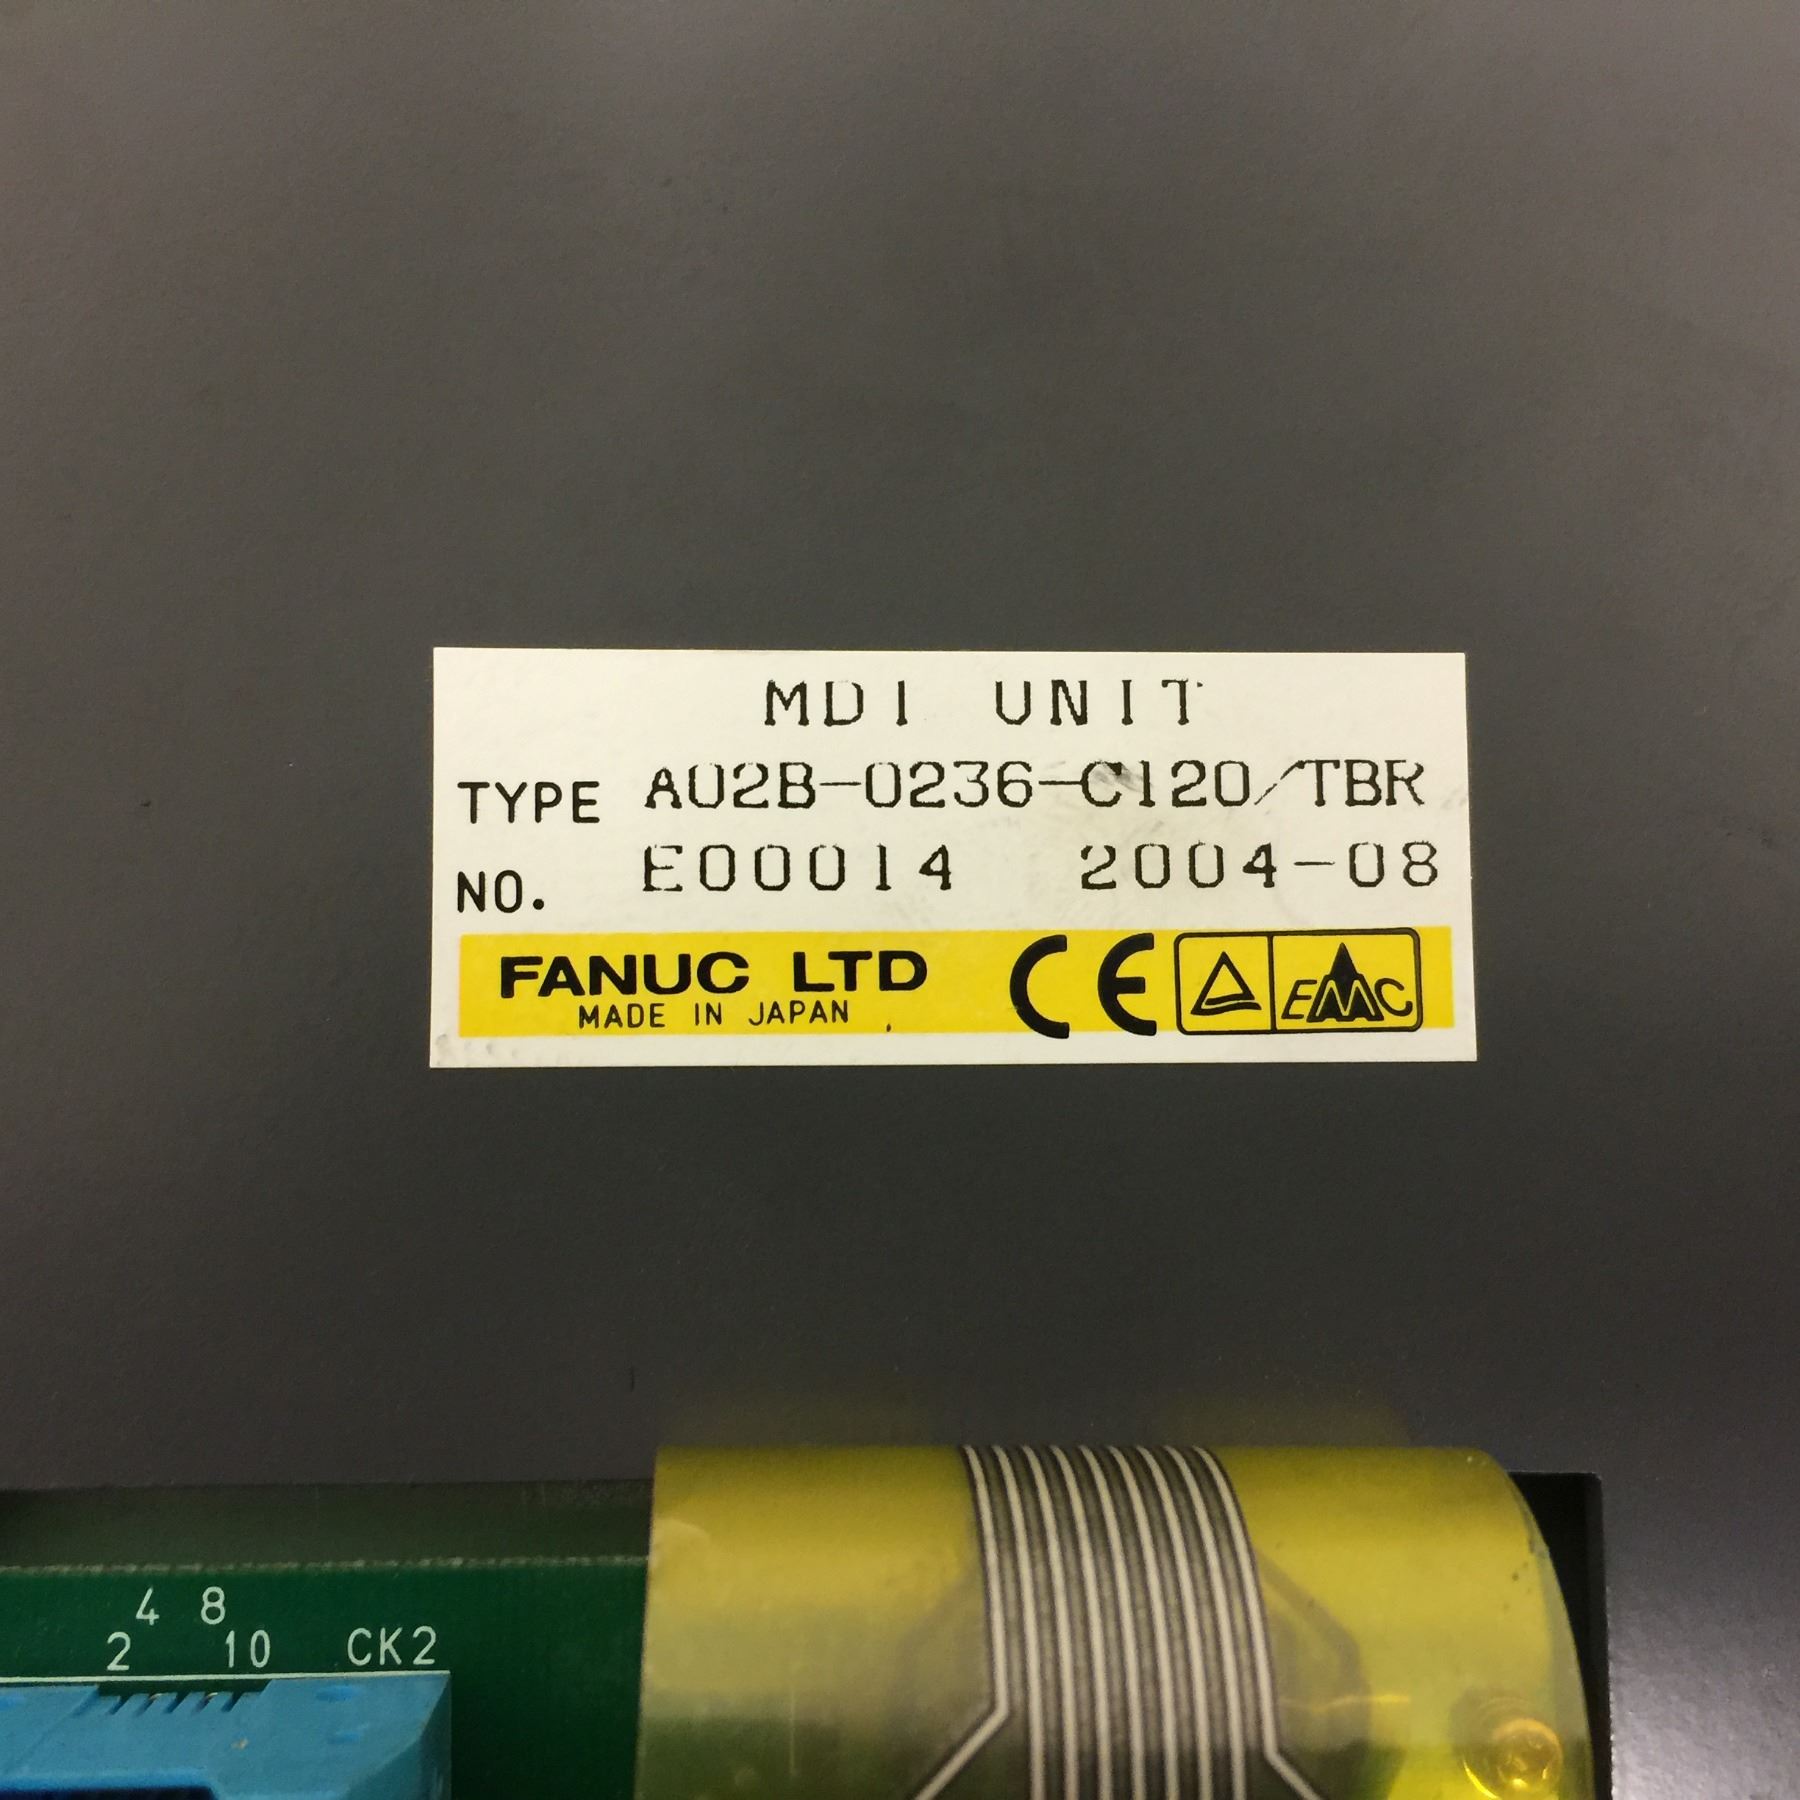 MDI UNIT
TYPE A02B-0236-C120/TBR
NO. E00014 2004-08
FANUC LTD
MADE IN JAPAN
CE
EMC
4 8
2 10 CK2